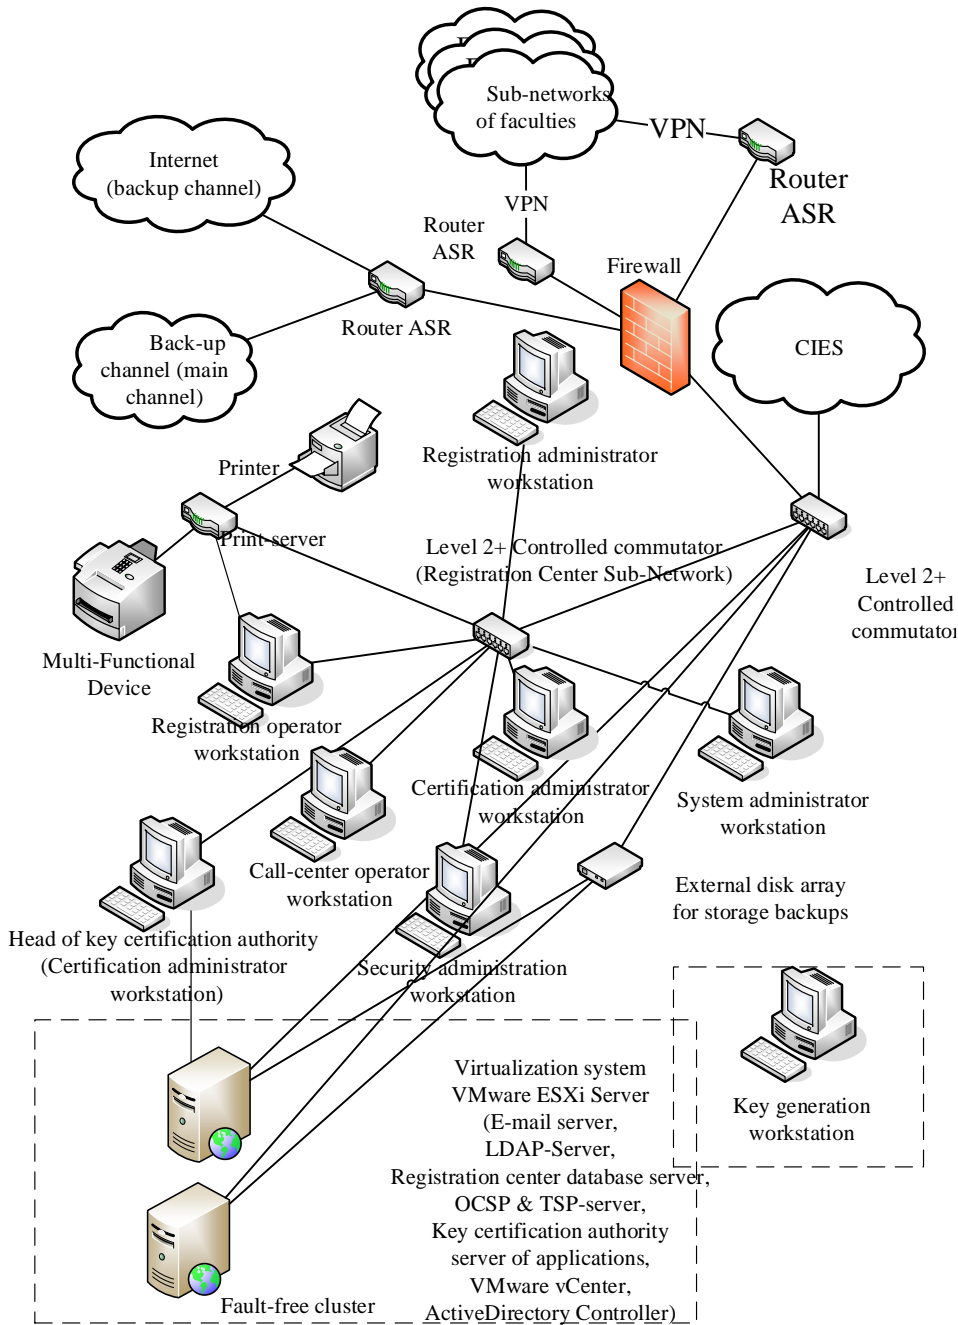 Sub-networks
of faculties
VPN
Router
ASR
Internet
(backup channel)
VPN
Router
ASR
Firewall
Router ASR
Back-up
channel (main
channel)
CIES
Printer
Registration administrator
workstation
Print-server
Level 2+ Controlled commutator
(Registration Center Sub-Network)
Level 2+
Controlled
commutator
Multi-Functional
Device
Registration operator
workstation
Certification administrator
workstation
System administrator
workstation
Call-center operator
workstation
External disk array
for storage backups
Head of key certification authority
(Certification administrator
workstation)
Security administration
workstation
Key generation
workstation
Virtualization system
VMware ESXi Server
(E-mail server,
LDAP-Server,
Registration center database server,
OCSP & TSP-server,
Key certification authority
server of applications,
VMware vCenter,
ActiveDirectory Controller)
Fault-free cluster